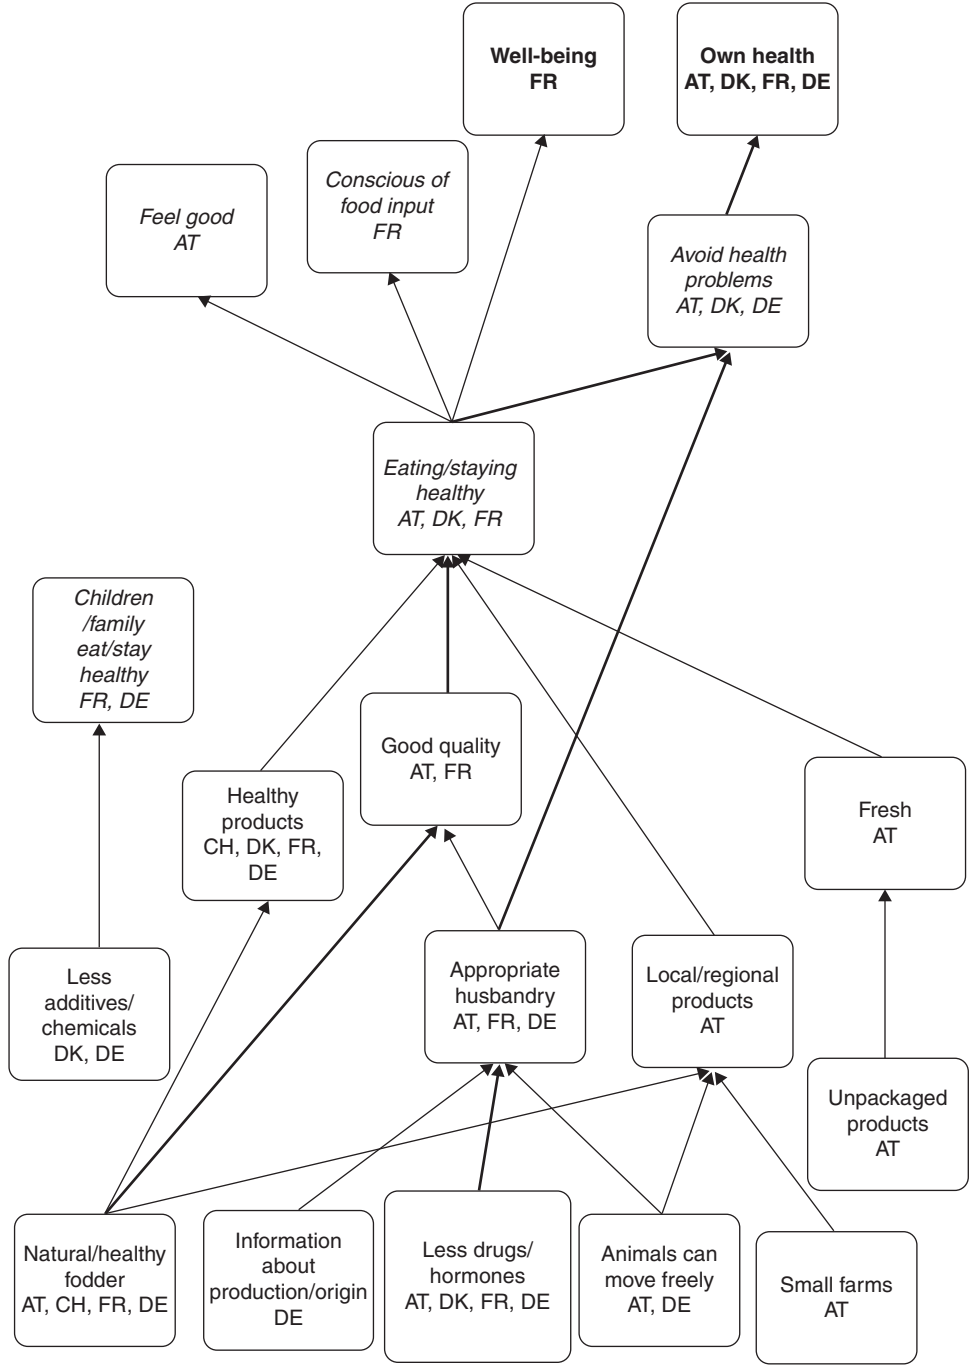 Well-being
FR
Own health
AT, DK, FR, DE
Conscious of
food input
FR
Feel good
AT
Avoid health
problems
AT, DK, DE
Eating/staying
healthy
AT, DK, FR
Children
/family
eat/stay
healthy
FR, DE
Good quality
AT, FR
Healthy
products
CH, DK, FR,
DE
Fresh
AT
Less
additives/
chemicals
DK, DE
Appropriate
husbandry
AT, FR, DE
Local/regional
products
AT
Unpackaged
products
AT
Natural/healthy
fodder
AT, CH, FR, DE
Information
about
production/origin
DE
Less drugs/
hormones
AT, DK, FR, DE
Animals can
move freely
AT, DE
Small farms
AT